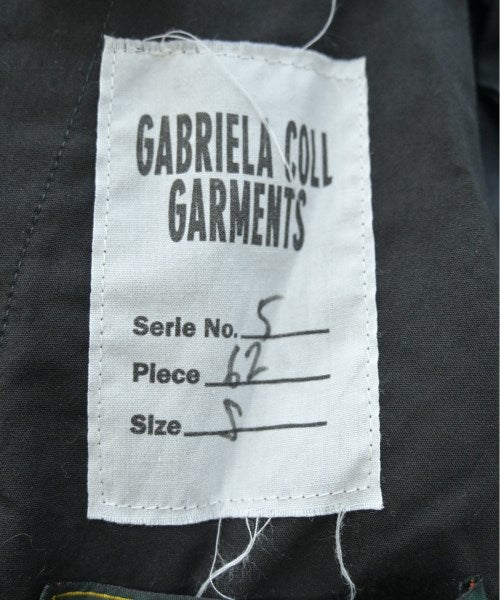 GABRIELA COLL
GARMENTS
Serie No. 5
Piece 62
Size S